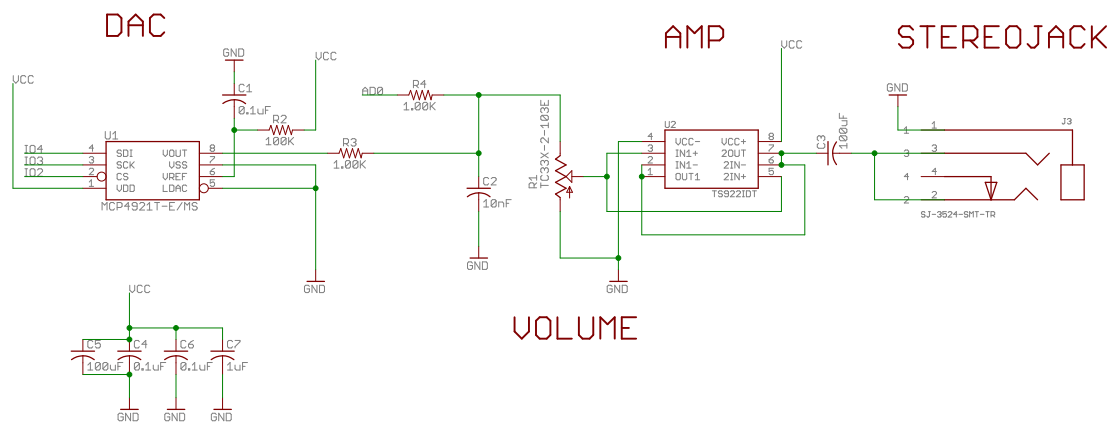 DAC
AMP
STEREOJACK
GND
VCC
VCC
VCC
C1
0.1uF
R2
100K
AD0
R4
1.00K
R3
1.00K
U1
IO4 4 SDI VOUT 8
IO3 3 SCK VSS 7
IO2 2 CS VREF 6
1 VDD LDAC 5
MCP4921T-E/MS
GND
C2
10nF
GND
R1
TC33X-2-103E
U2
4 VCC- VCC+ 8
3 IN1+ 2OUT 7
2 IN1- 2IN- 6
1 OUT1 2IN+ 5
TS922IDT
GND
C3
100uF
GND
J3
1 1
3 3
4 4
2 2
SJ-3524-SMT-TR
VOLUME
VCC
C5 C4 C6 C7
100uF 0.1uF 0.1uF 1uF
GND GND GND